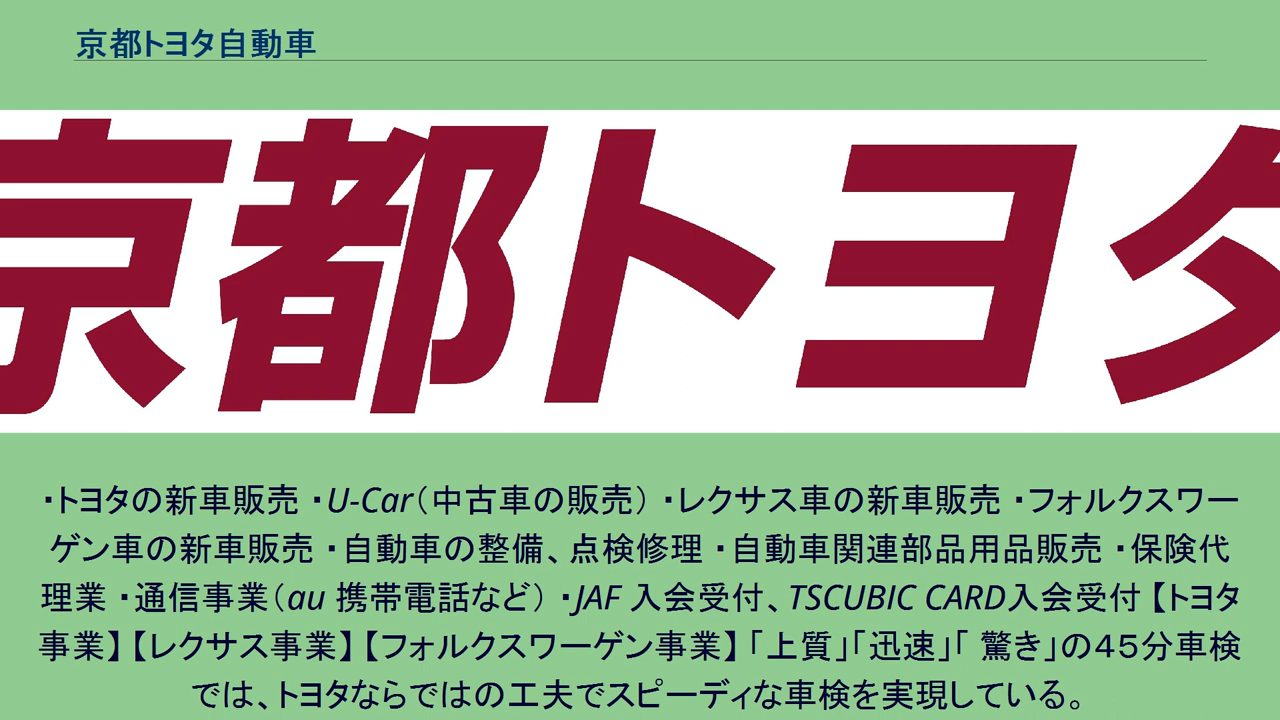 京都トヨタ自動車
京都トヨタ
・トヨタの新車販売 ・U-Car（中古車の販売） ・レクサス車の新車販売 ・フォルクスワー
ゲン車の新車販売 ・自動車の整備、点検修理 ・自動車関連部品用品販売 ・保険代
理業 ・通信事業（au 携帯電話など） ・JAF 入会受付、TSCUBIC CARD入会受付 【トヨタ
事業】 【レクサス事業】 【フォルクスワーゲン事業】 「上質」「迅速」「 驚き」の４５分車検
では、トヨタならではの工夫でスピーディな車検を実現している。